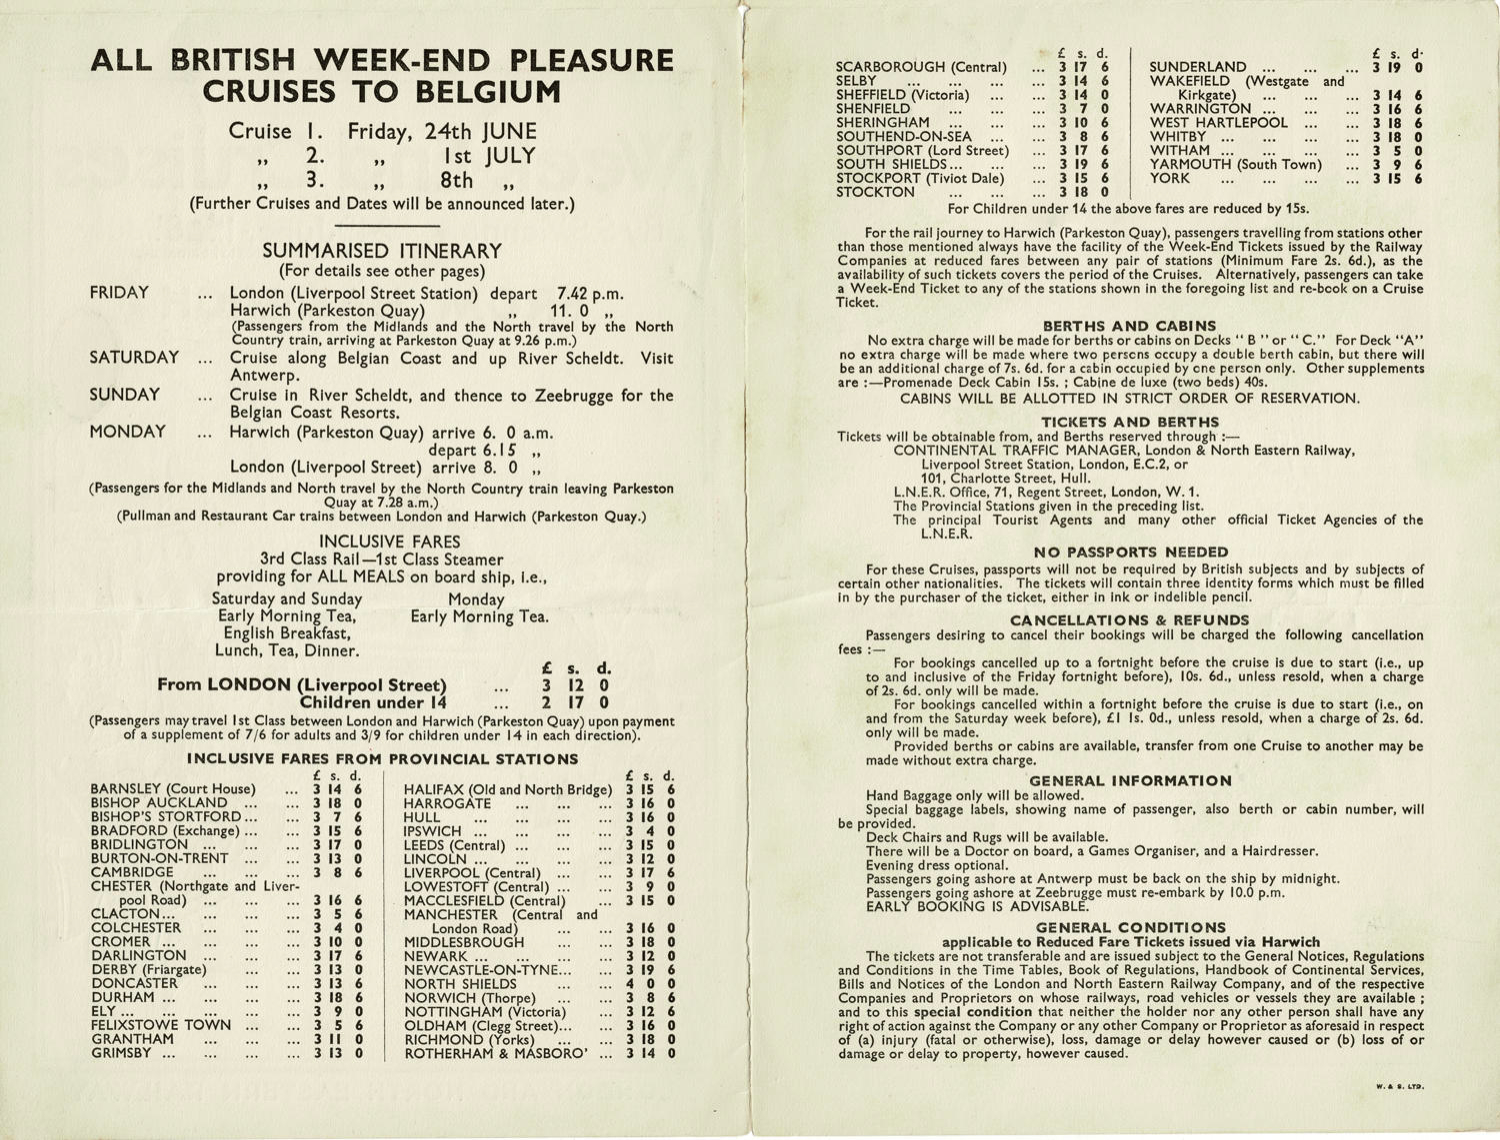 ALL BRITISH WEEK-END PLEASURE
CRUISES TO BELGIUM
Cruise 1. Friday, 24th JUNE
„ 2. „ 1st JULY
„ 3. „ 8th „
(Further Cruises and Dates will be announced later.)
SUMMARISED ITINERARY
(For details see other pages)
FRIDAY ... London (Liverpool Street Station) depart 7.42 p.m.
Harwich (Parkeston Quay) „ 11. 0 „
(Passengers from the Midlands and the North travel by the North
Country train, arriving at Parkeston Quay at 9.26 p.m.)
SATURDAY ... Cruise along Belgian Coast and up River Scheldt. Visit
Antwerp.
SUNDAY ... Cruise in River Scheldt, and thence to Zeebrugge for the
Belgian Coast Resorts.
MONDAY ... Harwich (Parkeston Quay) arrive 6. 0 a.m.
depart 6.15 „
London (Liverpool Street) arrive 8. 0 „
(Passengers for the Midlands and North travel by the North Country train leaving Parkeston
Quay at 7.28 a.m.)
(Pullman and Restaurant Car trains between London and Harwich (Parkeston Quay.)
INCLUSIVE FARES
3rd Class Rail—1st Class Steamer
providing for ALL MEALS on board ship, i.e.,
Saturday and Sunday Monday
Early Morning Tea, Early Morning Tea.
English Breakfast,
Lunch, Tea, Dinner.
£ s. d.
From LONDON (Liverpool Street) ... 3 12 0
Children under 14 ... 2 17 0
(Passengers may travel 1st Class between London and Harwich (Parkeston Quay) upon payment
of a supplement of 7/6 for adults and 3/9 for children under 14 in each direction).
INCLUSIVE FARES FROM PROVINCIAL STATIONS
£ s. d.
BARNSLEY (Court House) ... 3 14 6
BISHOP AUCKLAND ... ... 3 18 0
BISHOP'S STORTFORD ... ... 3 7 6
BRADFORD (Exchange) ... ... 3 15 6
BRIDLINGTON ... ... 3 17 0
BURTON-ON-TRENT ... ... 3 13 0
CAMBRIDGE ... ... ... 3 8 6
CHESTER (Northgate and Liver-
pool Road) ... ... ... 3 16 6
CLACTON ... ... ... 3 5 6
COLCHESTER ... ... ... 3 4 0
CROMER ... ... ... 3 10 0
DARLINGTON ... ... 3 17 6
DERBY (Friargate) ... ... 3 13 0
DONCASTER ... ... 3 13 6
DURHAM ... ... ... 3 18 6
ELY ... ... ... ... 3 9 0
FELIXSTOWE TOWN ... ... 3 5 6
GRANTHAM ... ... ... 3 11 0
GRIMSBY ... ... ... 3 13 0
£ s. d.
HALIFAX (Old and North Bridge) 3 15 6
HARROGATE ... ... ... 3 16 0
HULL ... ... ... 3 16 0
IPSWICH ... ... ... ... 3 4 0
LEEDS (Central) ... ... ... 3 15 0
LINCOLN ... ... ... ... 3 12 0
LIVERPOOL (Central) ... ... 3 17 6
LOWESTOFT (Central) ... ... 3 9 0
MACCLESFIELD (Central) ... 3 15 0
MANCHESTER (Central and
London Road) ... ... 3 16 0
MIDDLESBROUGH ... ... 3 18 0
NEWARK ... ... ... ... 3 12 0
NEWCASTLE-ON-TYNE... ... 3 19 6
NORTH SHIELDS ... ... 4 0 0
NORWICH (Thorpe) ... ... 3 8 6
NOTTINGHAM (Victoria) ... 3 12 6
OLDHAM (Clegg Street)... ... 3 16 0
RICHMOND (Yorks) ... ... 3 18 0
ROTHERHAM & MASBORO' ... 3 14 0
£ s. d.
SCARBOROUGH (Central) ... 3 17 6
SELBY ... ... ... ... 3 14 6
SHEFFIELD (Victoria) ... ... 3 14 0
SHENFIELD ... ... ... 3 7 0
SHERINGHAM ... ... ... 3 10 6
SOUTHEND-ON-SEA ... ... 3 8 6
SOUTHPORT (Lord Street) ... 3 17 6
SOUTH SHIELDS ... ... ... 3 19 6
STOCKPORT (Tiviot Dale) ... 3 15 6
STOCKTON ... ... ... 3 18 0
£ s. d.
SUNDERLAND ... ... ... 3 19 0
WAKEFIELD (Westgate and
Kirkgate) ... ... ... 3 14 6
WARRINGTON ... ... ... 3 16 6
WEST HARTLEPOOL ... ... 3 18 6
WHITBY ... ... ... ... 3 18 0
WITHAM ... ... ... ... 3 5 0
YARMOUTH (South Town) ... 3 9 6
YORK ... ... ... ... 3 15 6
For Children under 14 the above fares are reduced by 15s.
For the rail journey to Harwich (Parkeston Quay), passengers travelling from stations other
than those mentioned always have the facility of the Week-End Tickets issued by the Railway
Companies at reduced fares between any pair of stations (Minimum Fare 2s. 6d.), as the
availability of such tickets covers the period of the Cruises. Alternatively, passengers can take
a Week-End Ticket to any of the stations shown in the foregoing list and re-book on a Cruise
Ticket.
BERTHS AND CABINS
No extra charge will be made for berths or cabins on Decks " B " or " C." For Deck "A"
no extra charge will be made where two persons occupy a double berth cabin, but there will
be an additional charge of 7s. 6d. for a cabin occupied by one person only. Other supplements
are :—Promenade Deck Cabin 15s. ; Cabine de luxe (two beds) 40s.
CABINS WILL BE ALLOTTED IN STRICT ORDER OF RESERVATION.
TICKETS AND BERTHS
Tickets will be obtainable from, and Berths reserved through :—
CONTINENTAL TRAFFIC MANAGER, London & North Eastern Railway,
Liverpool Street Station, London, E.C.2, or
101, Charlotte Street, Hull.
L.N.E.R. Office, 71, Regent Street, London, W. 1.
The Provincial Stations given in the preceding list.
The principal Tourist Agents and many other official Ticket Agencies of the
L.N.E.R.
NO PASSPORTS NEEDED
For these Cruises, passports will not be required by British subjects and by subjects of
certain other nationalities. The tickets will contain three identity forms which must be filled
in by the purchaser of the ticket, either in ink or indelible pencil.
CANCELLATIONS & REFUNDS
Passengers desiring to cancel their bookings will be charged the following cancellation
fees :—
For bookings cancelled up to a fortnight before the cruise is due to start (i.e., up
to and inclusive of the Friday fortnight before), 10s. 6d., unless resold, when a charge
of 2s. 6d. only will be made.
For bookings cancelled within a fortnight before the cruise is due to start (i.e., on
and from the Saturday week before), £1 1s. 0d., unless resold, when a charge of 2s. 6d.
only will be made.
Provided berths or cabins are available, transfer from one Cruise to another may be
made without extra charge.
GENERAL INFORMATION
Hand Baggage only will be allowed.
Special baggage labels, showing name of passenger, also berth or cabin number, will
be provided.
Deck Chairs and Rugs will be available.
There will be a Doctor on board, a Games Organiser, and a Hairdresser.
Evening dress optional.
Passengers going ashore at Antwerp must be back on the ship by midnight.
Passengers going ashore at Zeebrugge must re-embark by 10.0 p.m.
EARLY BOOKING IS ADVISABLE.
GENERAL CONDITIONS
applicable to Reduced Fare Tickets issued via Harwich
The tickets are not transferable and are issued subject to the General Notices, Regulations
and Conditions in the Time Tables, Book of Regulations, Handbook of Continental Services,
Bills and Notices of the London and North Eastern Railway Company, and of the respective
Companies and Proprietors on whose railways, road vehicles or vessels they are available ;
and to this special condition that neither the holder nor any other person shall have any
right of action against the Company or any other Company or Proprietor as aforesaid in respect
of (a) injury (fatal or otherwise), loss, damage or delay however caused or (b) loss of or
damage or delay to property, however caused.
W. & S. LTD.